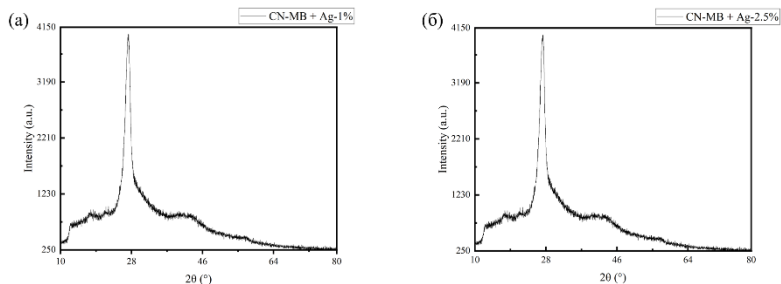 (а)
CN-MB + Ag-1%
4150
3190
2210
1230
250
Intensity (a.u.)
10
28
46
64
80
2θ (°)
(б)
CN-MB + Ag-2.5%
4150
3190
2210
1230
250
Intensity (a.u.)
10
28
46
64
80
2θ (°)